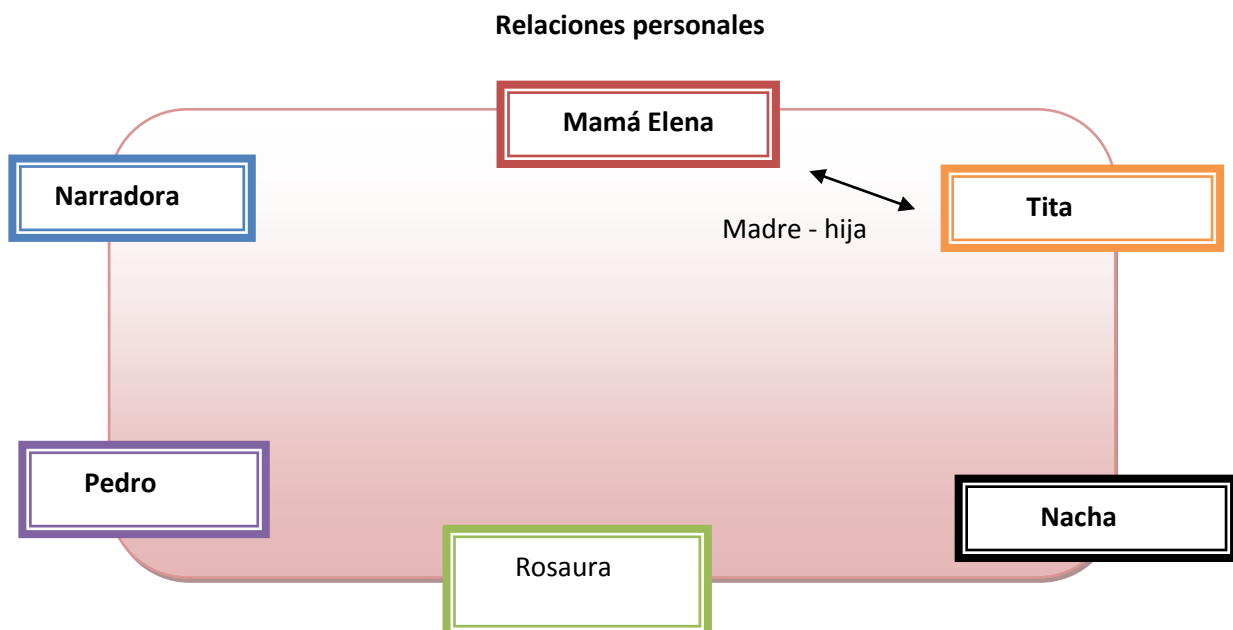 Relaciones personales
Mamá Elena
Narradora
Tita
Madre - hija
Pedro
Nacha
Rosaura